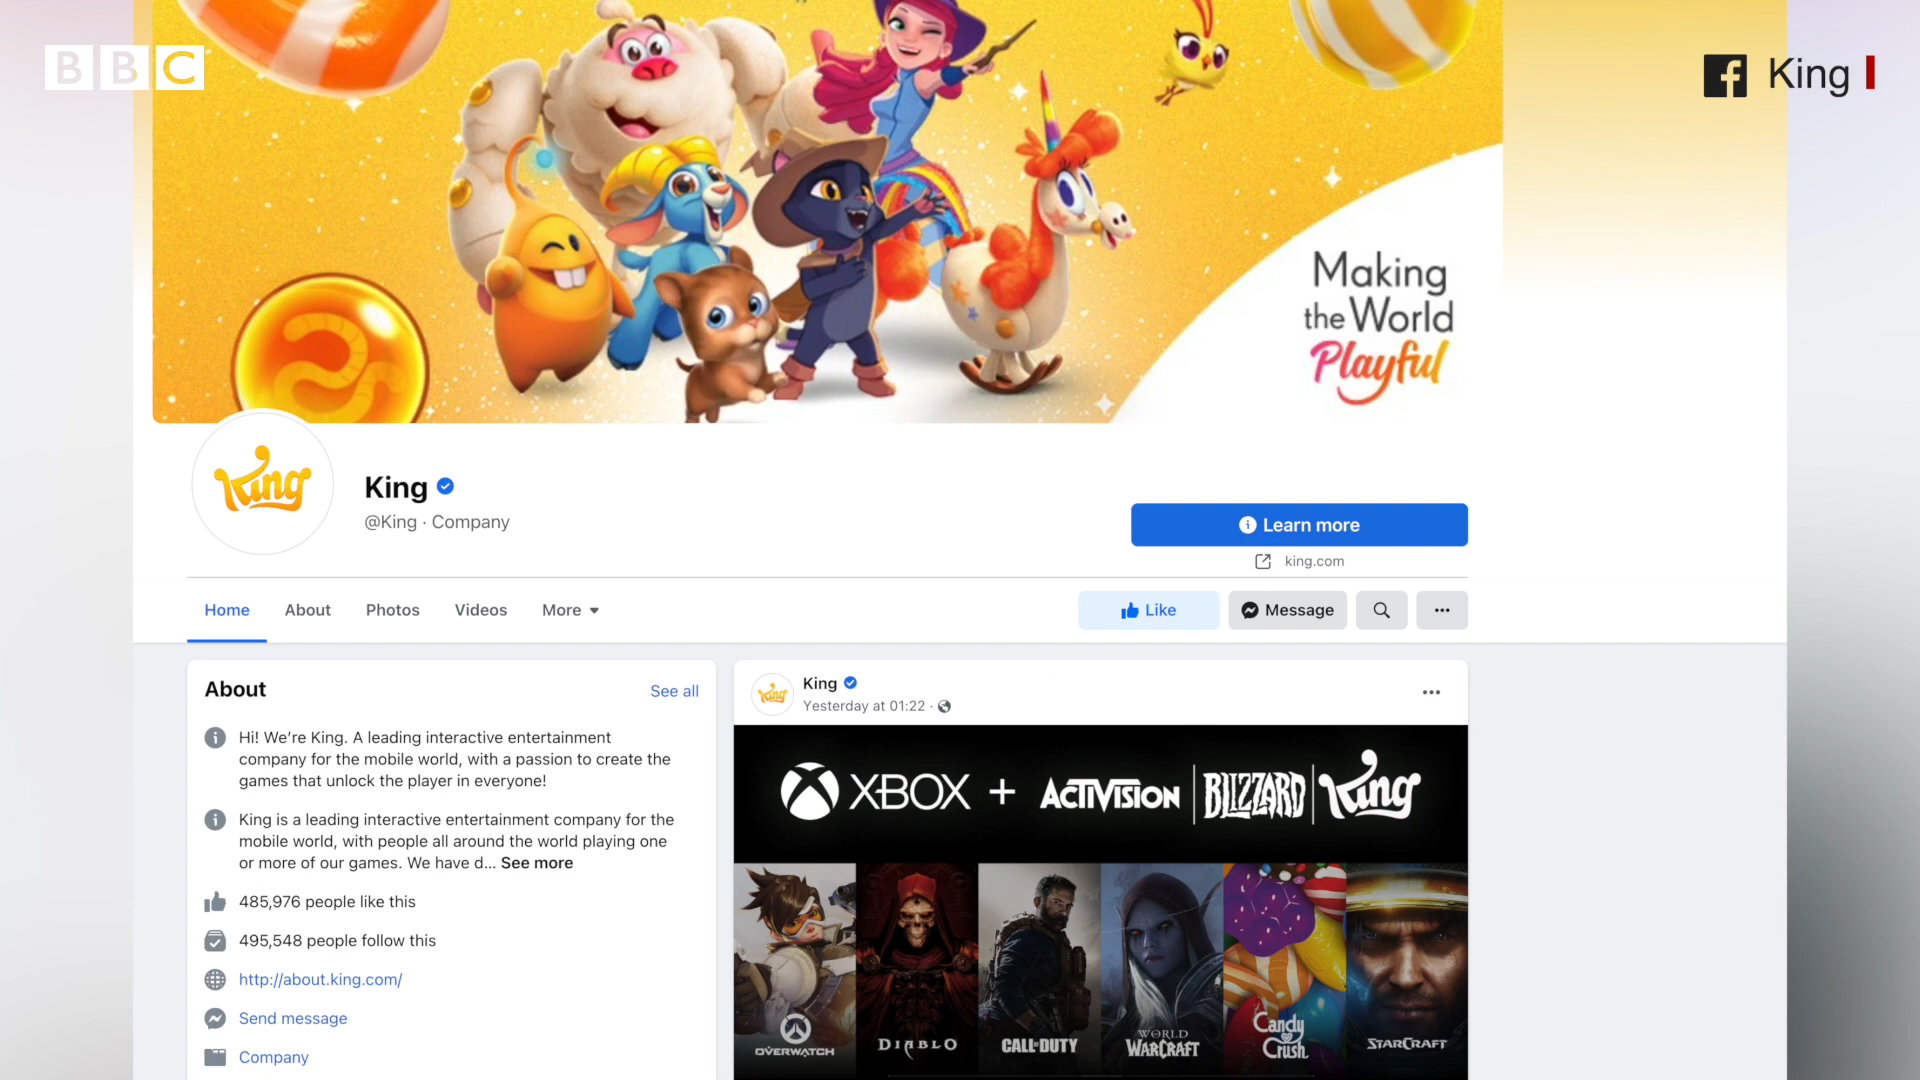 BBC
King
Making
the World
Playful
King
King
@King · Company
Learn more
king.com
Home
About
Photos
Videos
More
Like
Message
About
See all
Hi! We're King. A leading interactive entertainment
company for the mobile world, with a passion to create the
games that unlock the player in everyone!
King is a leading interactive entertainment company for the
mobile world, with people all around the world playing one
or more of our games. We have d... See more
485,976 people like this
495,548 people follow this
http://about.king.com/
Send message
Company
King
King
Yesterday at 01:22 ·
XBOX + ACTIVISION | BLIZZARD | King
OVERWATCH
DIABLO
CALL OF DUTY
WORLD
WARCRAFT
Candy
Crush
STARCRAFT